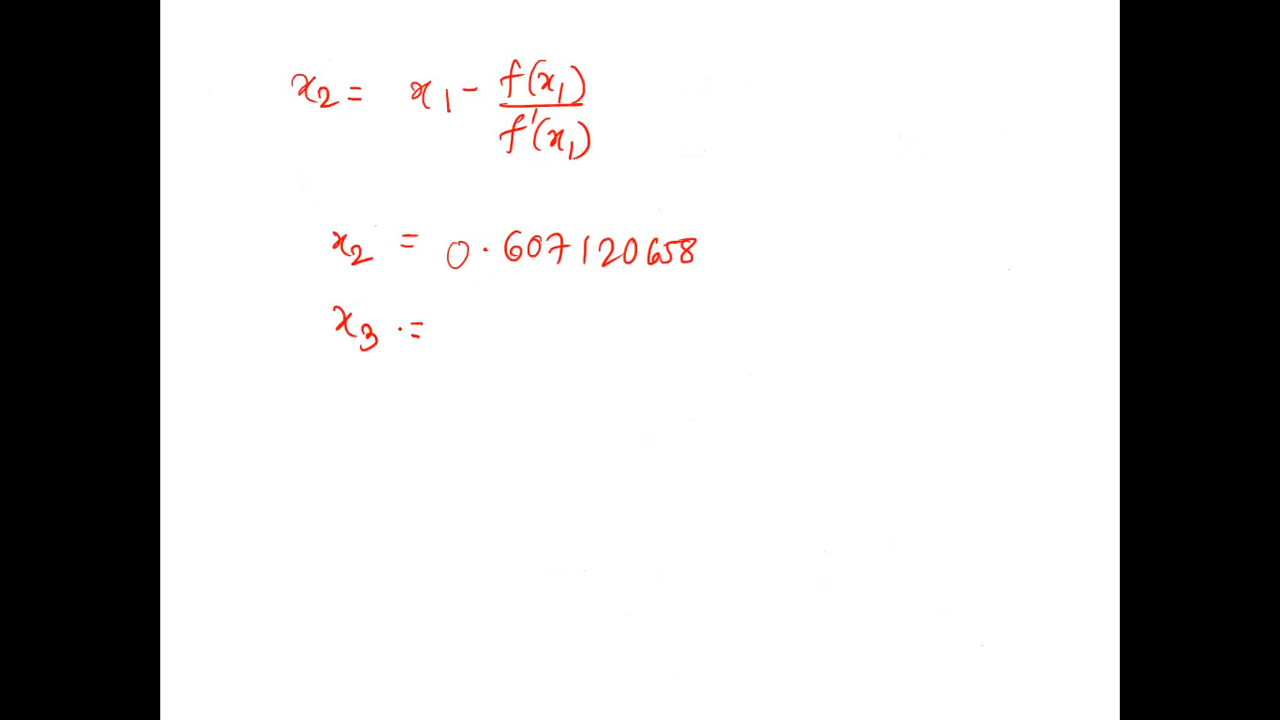 x₂ = x₁ - f(x₁)/f'(x₁)
x₂ = 0.607120658
x₃ =